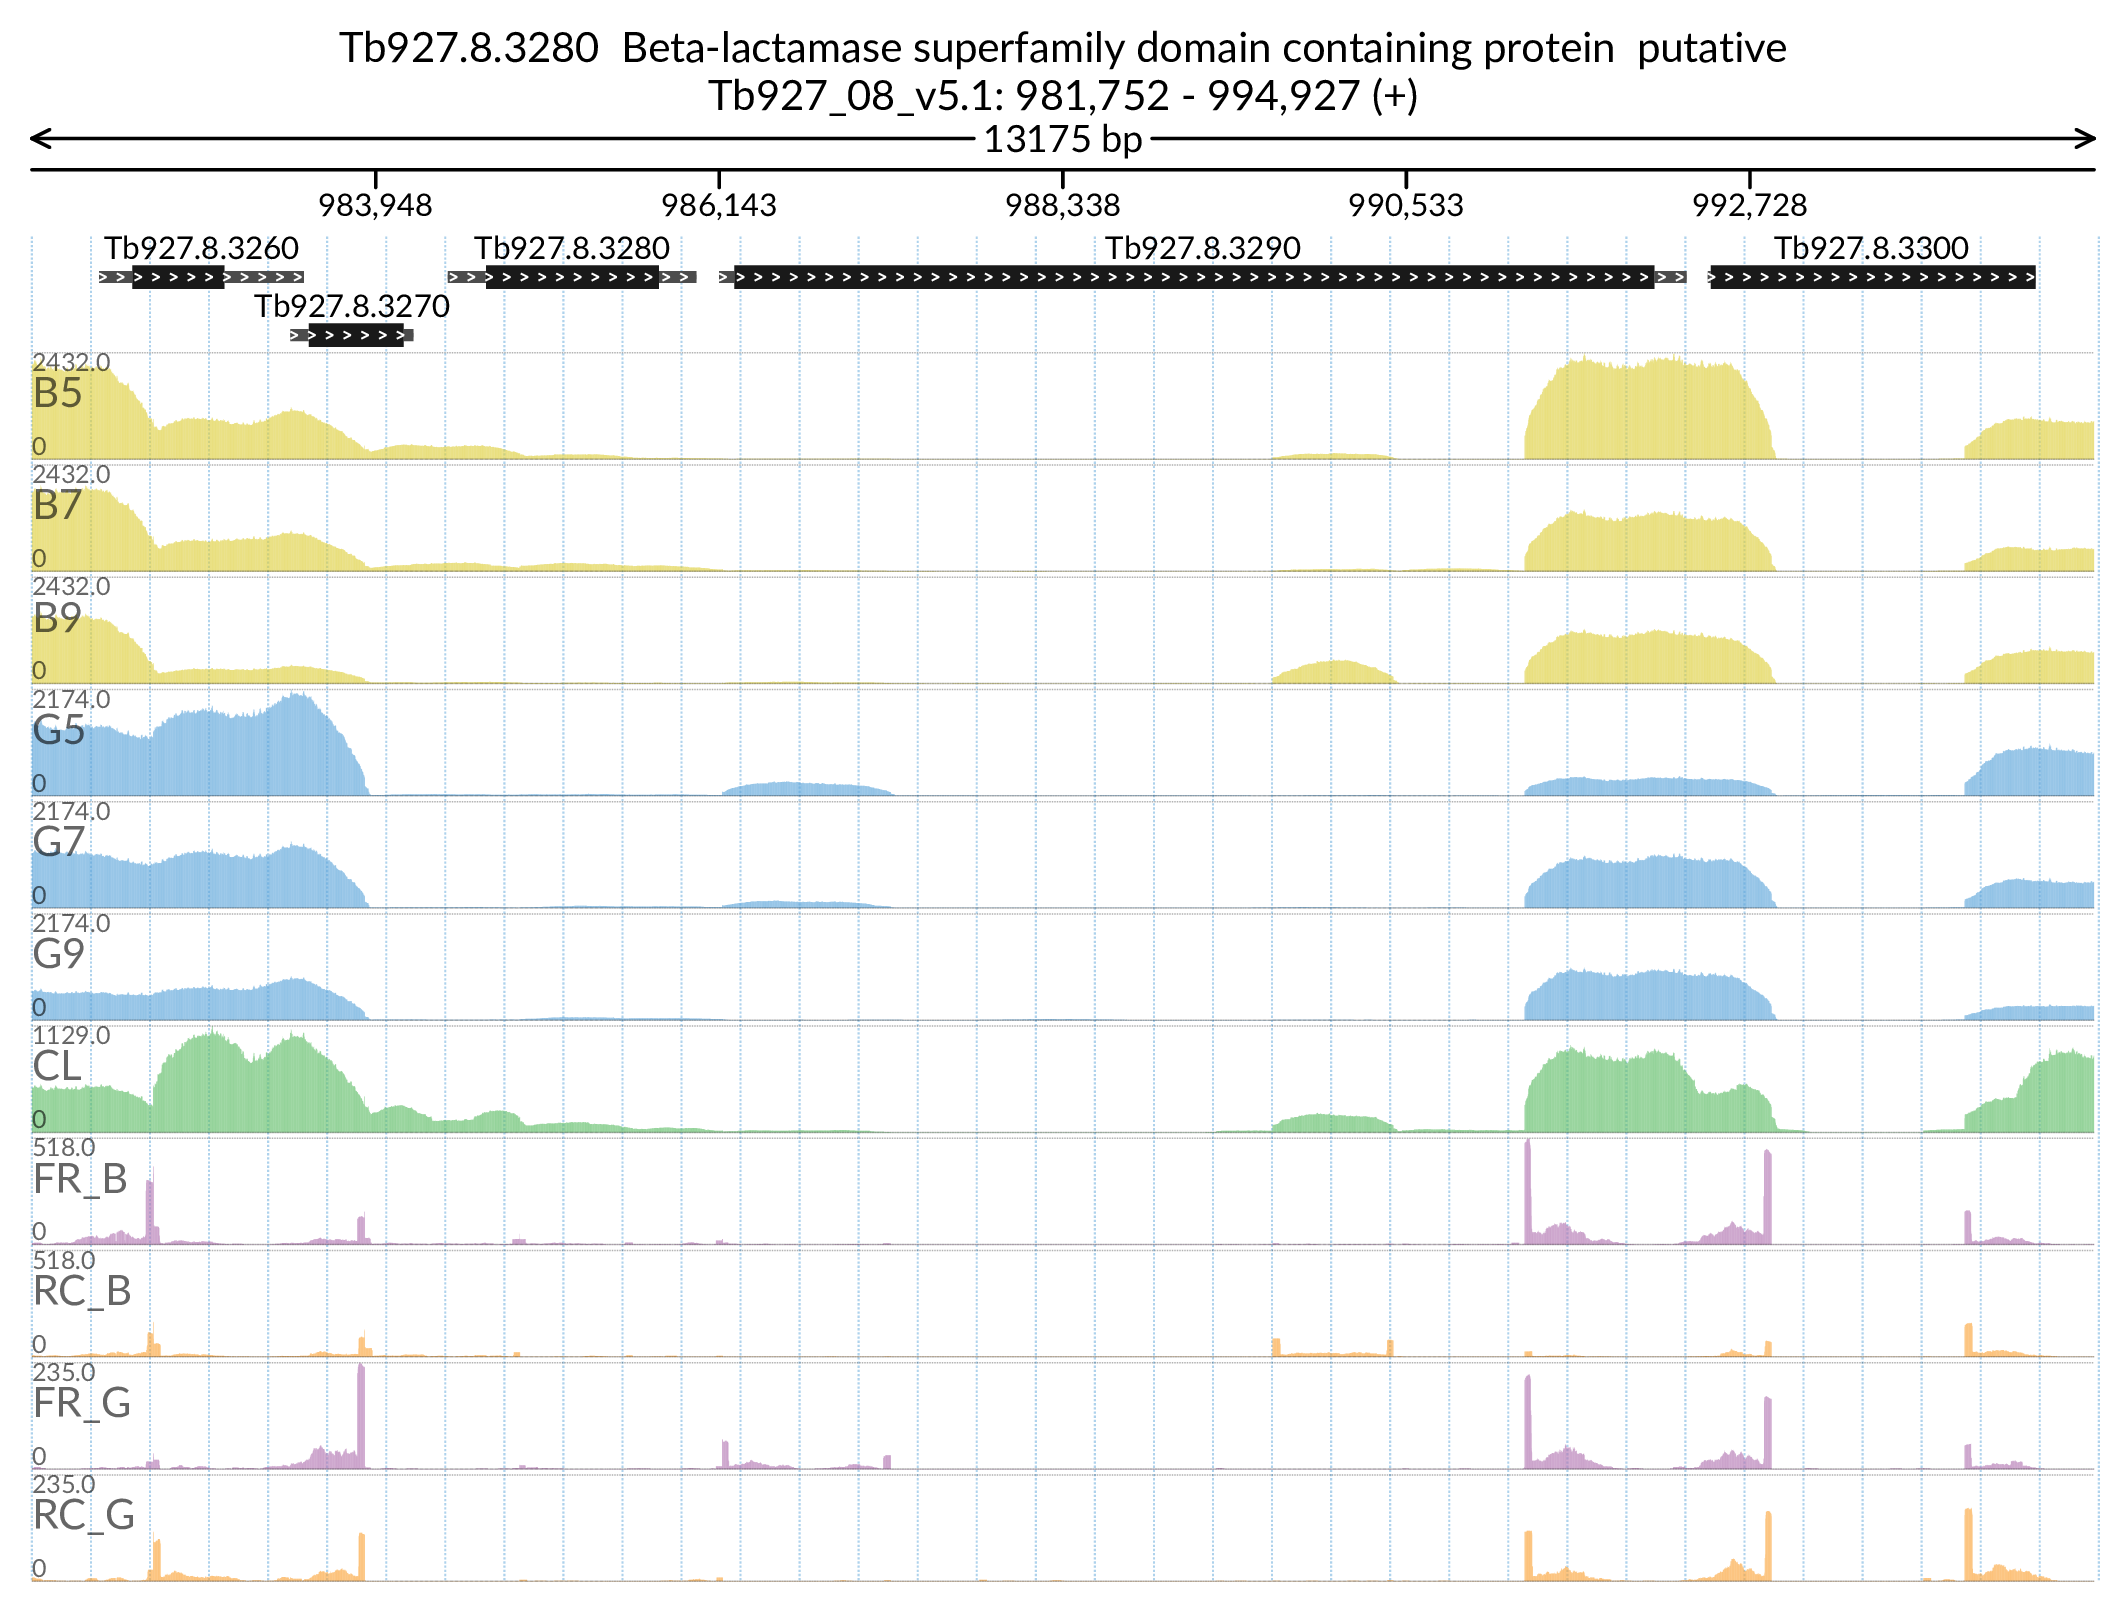 Tb927.8.3280 Beta-lactamase superfamily domain containing protein putative
Tb927_08_v5.1: 981,752 - 994,927 (+)
13175 bp
983,948 986,143 988,338 990,533 992,728
Tb927.8.3260 Tb927.8.3280 Tb927.8.3290 Tb927.8.3300
Tb927.8.3270
2432.0
B5
0
2432.0
B7
0
2432.0
B9
0
2174.0
G5
0
2174.0
G7
0
2174.0
G9
0
1129.0
CL
0
518.0
FR_B
0
518.0
RC_B
0
235.0
FR_G
0
235.0
RC_G
0